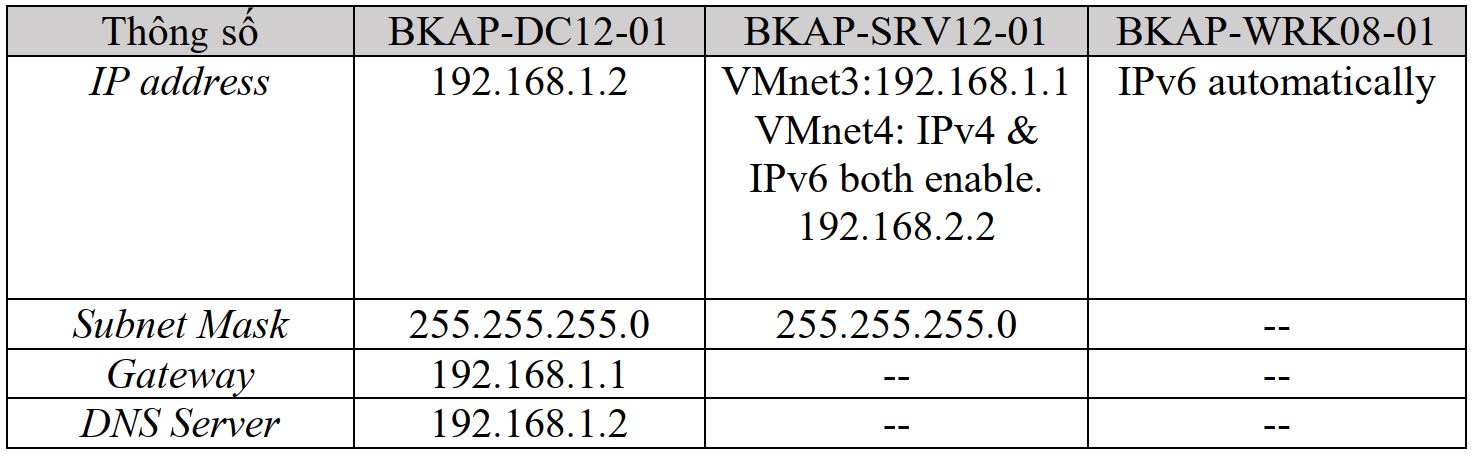 Thông số BKAP-DC12-01 BKAP-SRV12-01 BKAP-WRK08-01
IP address 192.168.1.2 VMnet3:192.168.1.1 IPv6 automatically
VMnet4: IPv4 &
IPv6 both enable.
192.168.2.2
Subnet Mask 255.255.255.0 255.255.255.0 --
Gateway 192.168.1.1 -- --
DNS Server 192.168.1.2 -- --